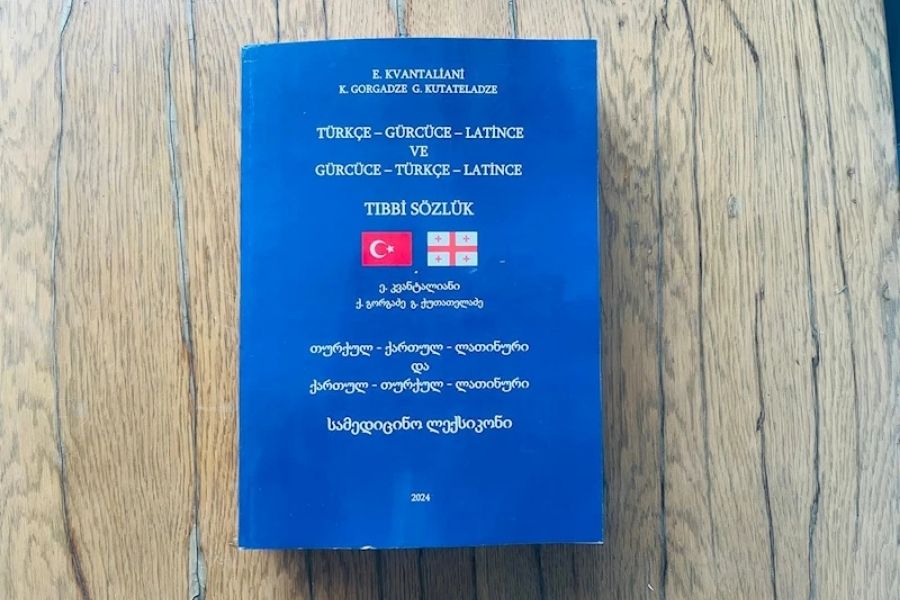 E. KVANTALİANİ
K. GORGADZE G. KUTATELADZE
TÜRKÇE – GÜRCÜCE – LATİNCE
VE
GÜRCÜCE – TÜRKÇE – LATİNCE
TIBBİ SÖZLÜK
ე. კვანტალიანი
ქ. გორგაძე გ. ქუთათელაძე
თურქულ - ქართულ - ლათინური
და
ქართულ - თურქულ - ლათინური
სამედიცინო ლექსიკონი
2024